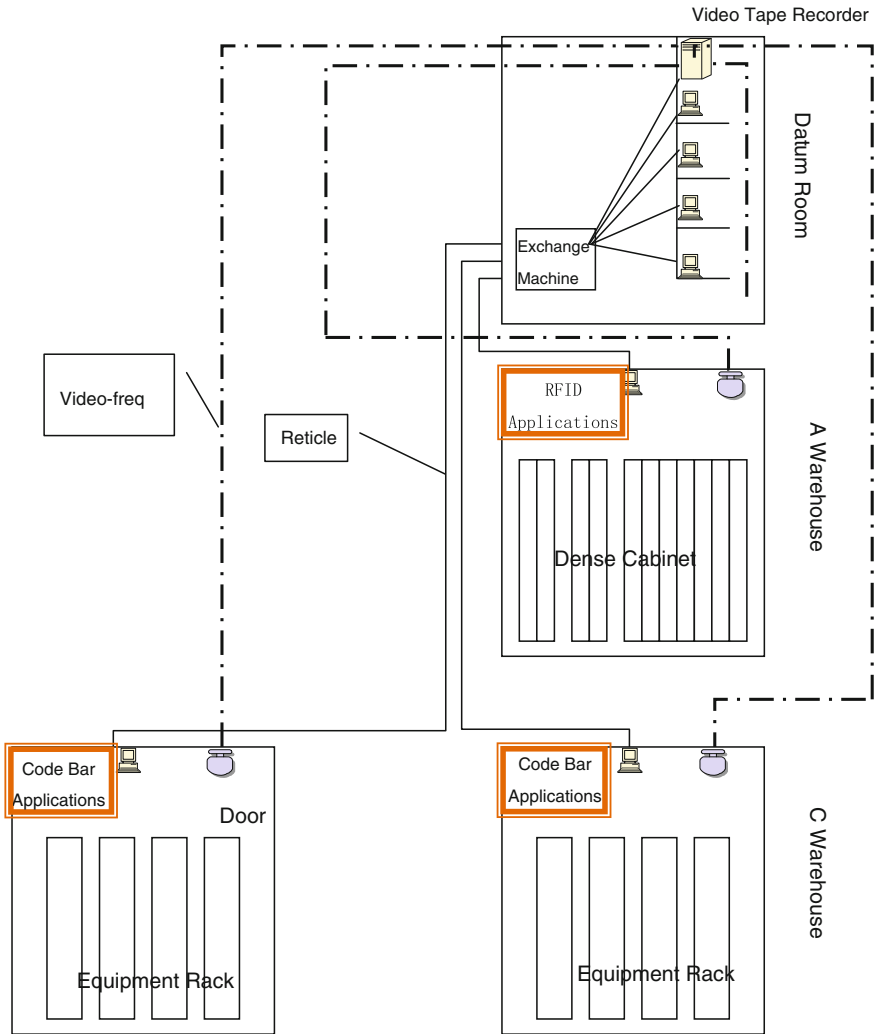 Video Tape Recorder
Datum Room
Exchange
Machine
Video-freq
Reticle
RFID
Applications
A Warehouse
Dense Cabinet
Code Bar
Applications
Door
Equipment Rack
Code Bar
Applications
C Warehouse
Equipment Rack